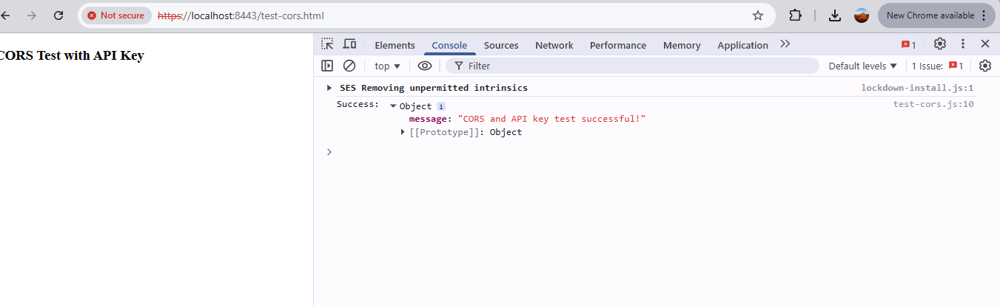 Not secure https://localhost:8443/test-cors.html New Chrome available
CORS Test with API Key
Elements Console Sources Network Performance Memory Application 1
top Filter Default levels 1 Issue: 1
SES Removing unpermitted intrinsics lockdown-install.js:1
Success: Object i test-cors.js:10
message: "CORS and API key test successful!"
[[Prototype]]: Object